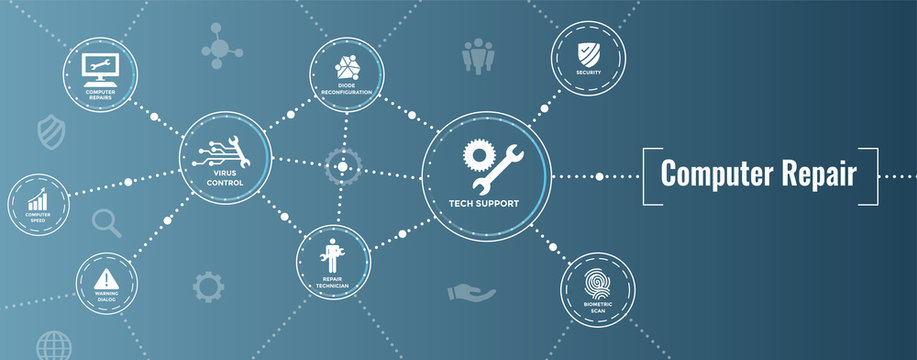 COMPUTER
REPAIRS
DIODE
RECONFIGURATION
SECURITY
VIRUS
CONTROL
TECH SUPPORT
Computer Repair
COMPUTER
SPEED
WARNING
DIALOG
REPAIR
TECHNICIAN
BIOMETRIC
SCAN